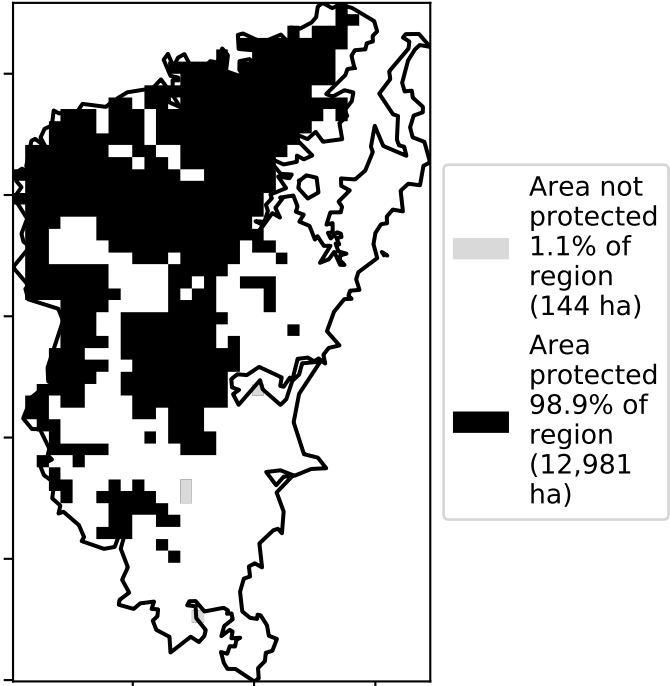 Area not
protected
1.1% of
region
(144 ha)
Area
protected
98.9% of
region
(12,981
ha)